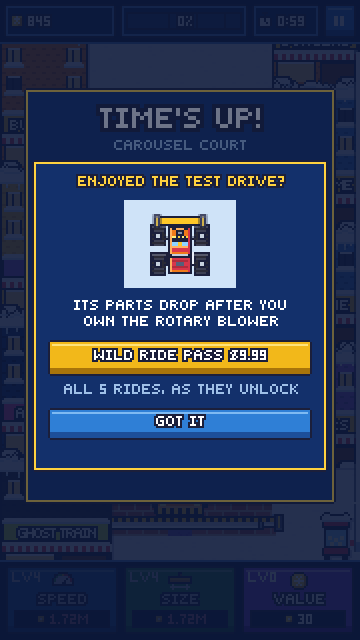 845
0%
0:59
TIME'S UP!
CAROUSEL COURT
ENJOYED THE TEST DRIVE?
ITS PARTS DROP AFTER YOU
OWN THE ROTARY BLOWER
WILD RIDE PASS $9.99
ALL 5 RIDES, AS THEY UNLOCK
GOT IT
GHOST TRAIN
LV4
SPEED
1.72M
LV4
SIZE
1.72M
LV0
VALUE
30